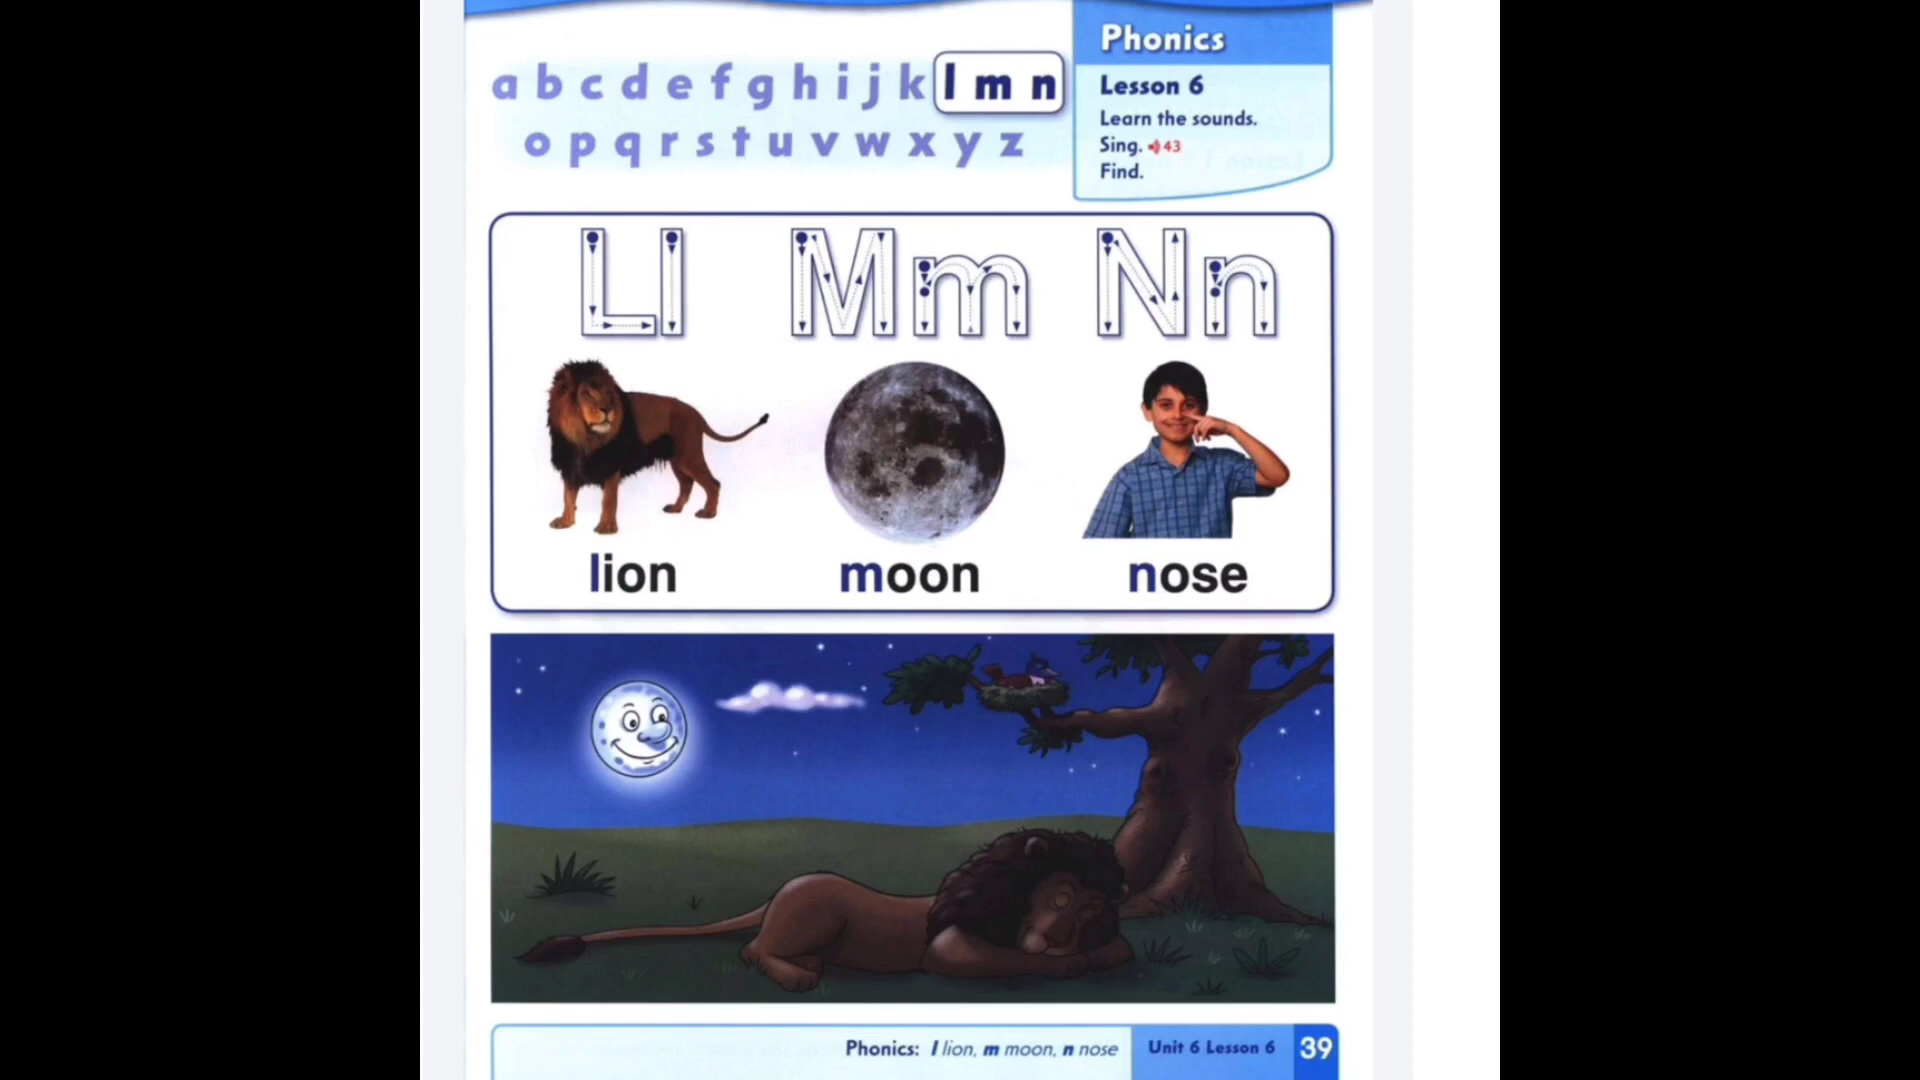 a b c d e f g h i j k l m n
o p q r s t u v w x y z
Phonics
Lesson 6
Learn the sounds.
Sing. 43
Find.
Ll Mm Nn
lion moon nose
Phonics: l lion, m moon, n nose Unit 6 Lesson 6 39